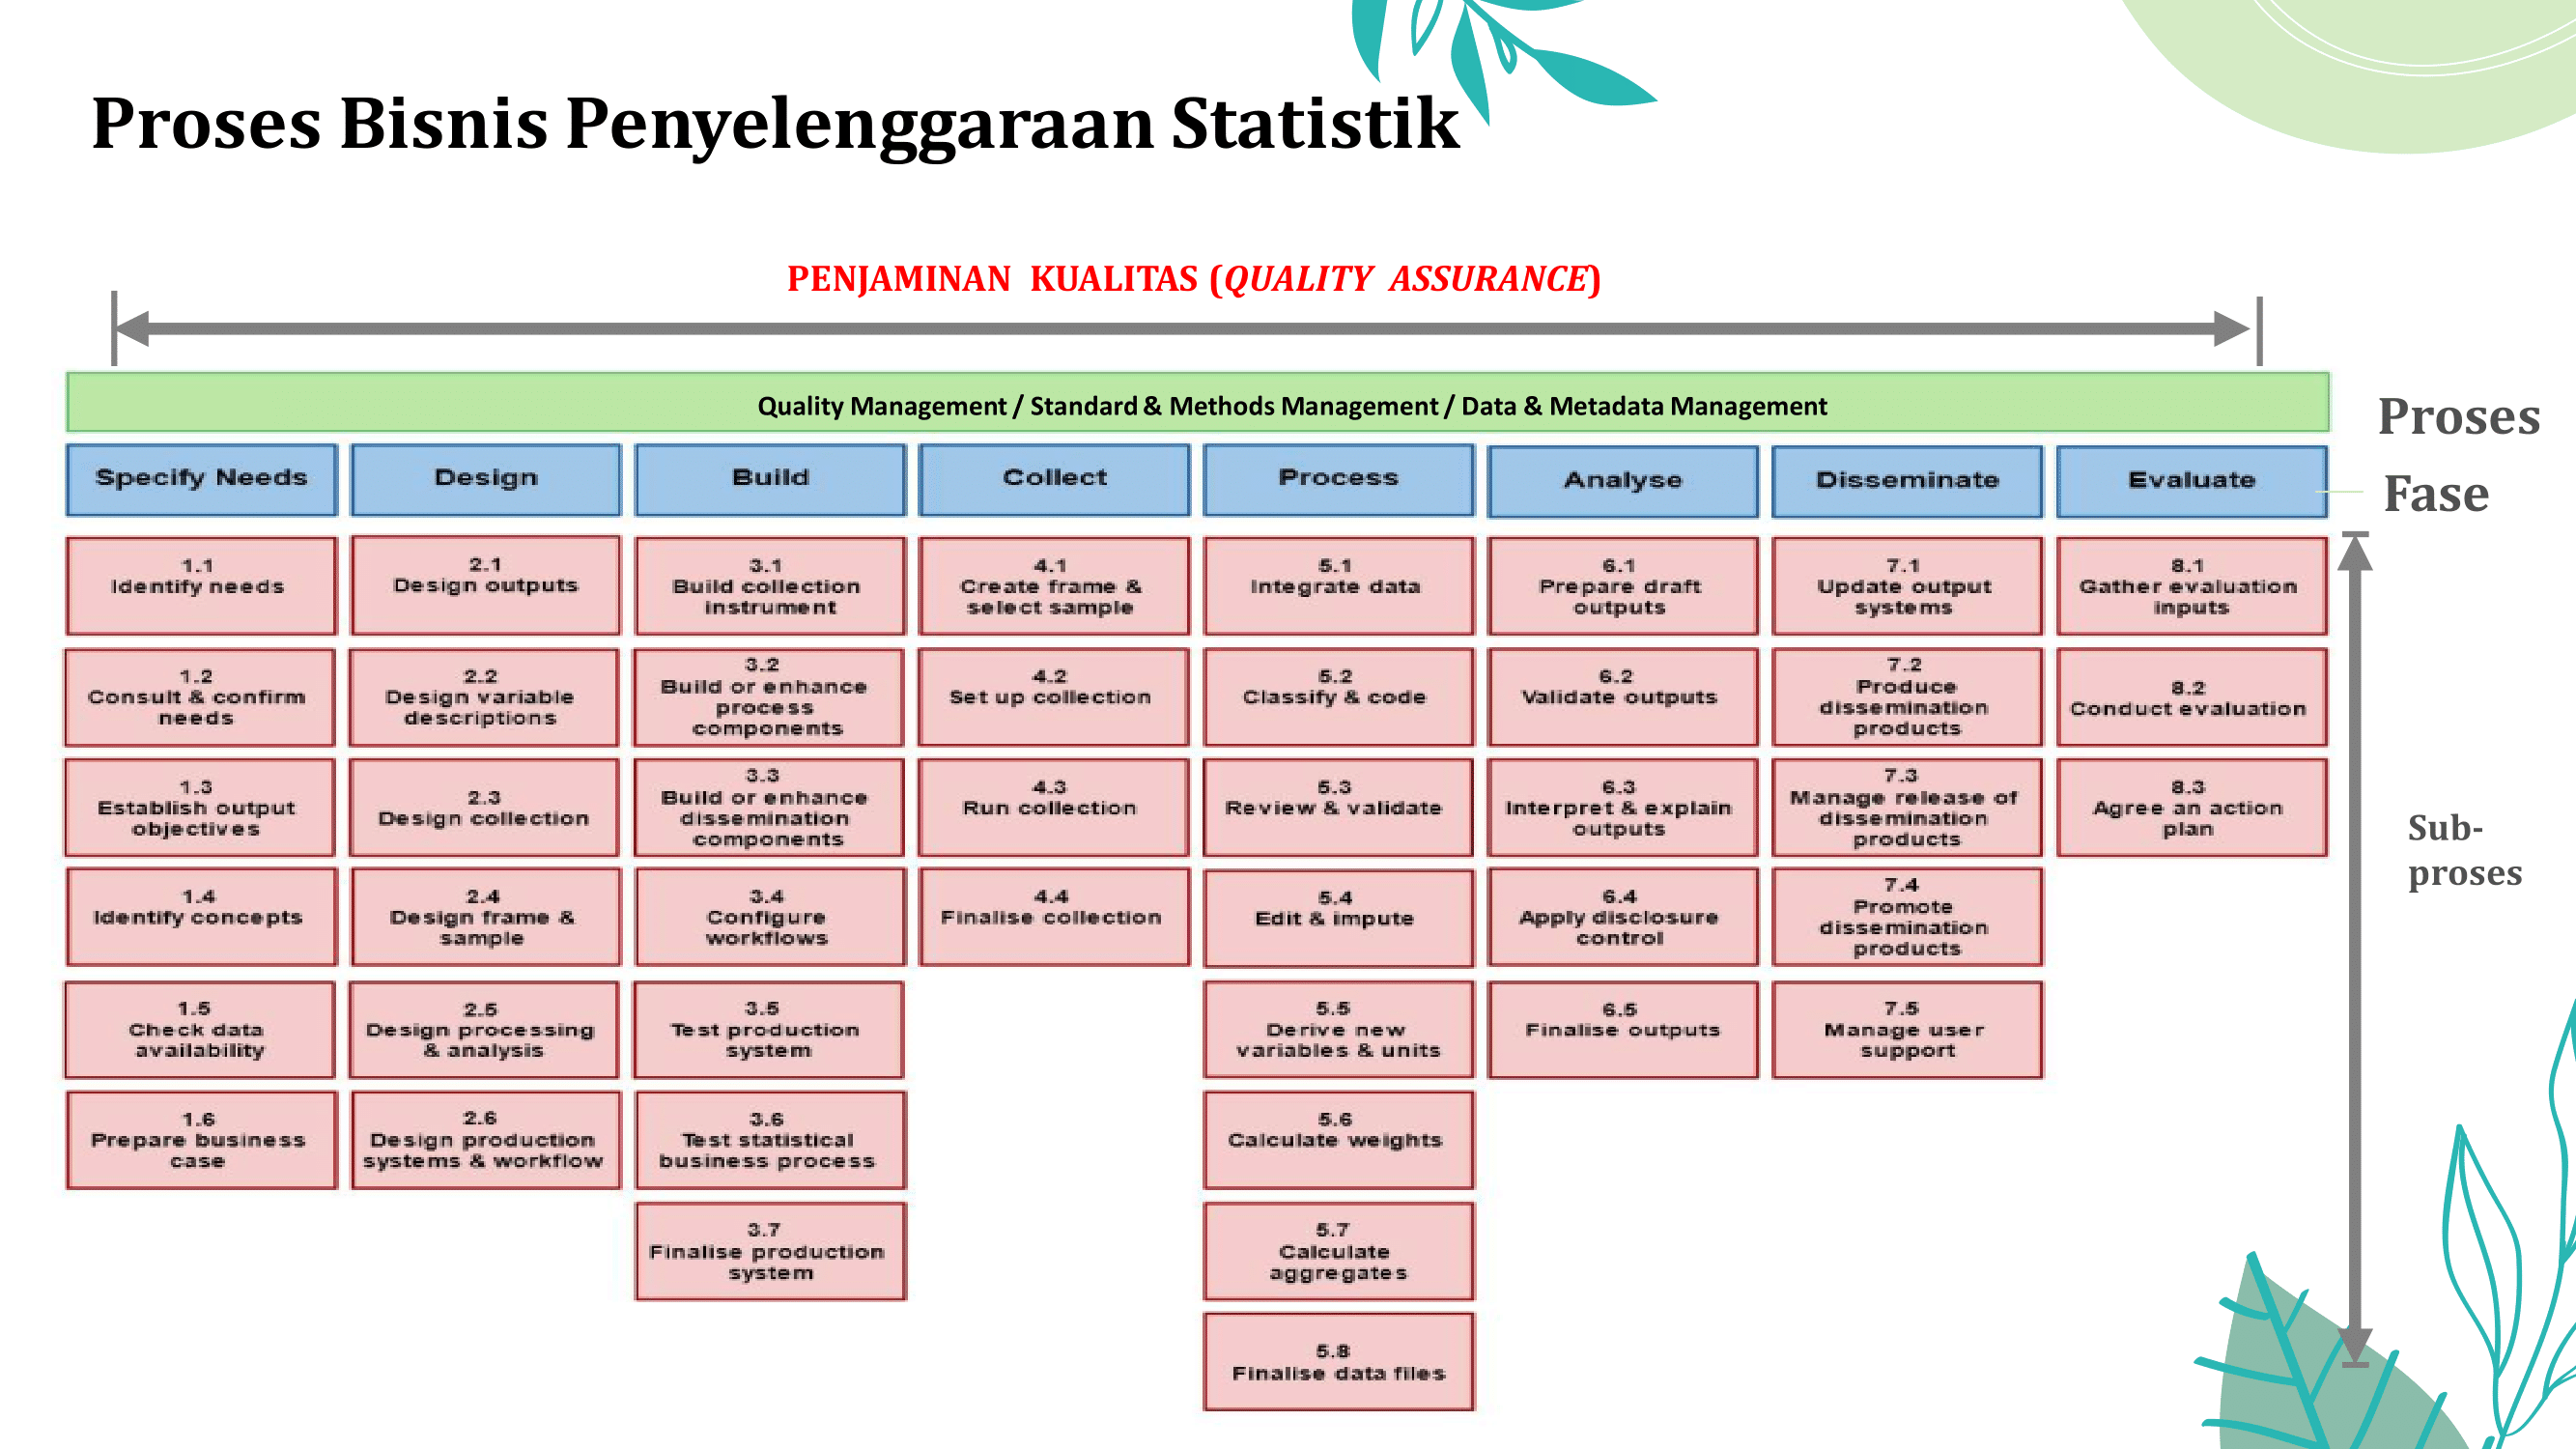 Proses Bisnis Penyelenggaraan Statistik
PENJAMINAN KUALITAS (QUALITY ASSURANCE)
Quality Management / Standard & Methods Management / Data & Metadata Management
Proses
Fase
Sub-
proses
Specify Needs
1.1
Identify needs
1.2
Consult & confirm
needs
1.3
Establish output
objectives
1.4
Identify concepts
1.5
Check data
availability
1.6
Prepare business
case
Design
2.1
Design outputs
2.2
Design variable
descriptions
2.3
Design collection
2.4
Design frame &
sample
2.5
Design processing
& analysis
2.6
Design production
systems & workflow
Build
3.1
Build collection
instrument
3.2
Build or enhance
process
components
3.3
Build or enhance
dissemination
components
3.4
Configure
workflows
3.5
Test production
system
3.6
Test statistical
business process
3.7
Finalise production
system
Collect
4.1
Create frame &
select sample
4.2
Set up collection
4.3
Run collection
4.4
Finalise collection
Process
5.1
Integrate data
5.2
Classify & code
5.3
Review & validate
5.4
Edit & impute
5.5
Derive new
variables & units
5.6
Calculate weights
5.7
Calculate
aggregates
5.8
Finalise data files
Analyse
6.1
Prepare draft
outputs
6.2
Validate outputs
6.3
Interpret & explain
outputs
6.4
Apply disclosure
control
6.5
Finalise outputs
Disseminate
7.1
Update output
systems
7.2
Produce
dissemination
products
7.3
Manage release of
dissemination
products
7.4
Promote
dissemination
products
7.5
Manage user
support
Evaluate
8.1
Gather evaluation
inputs
8.2
Conduct evaluation
8.3
Agree an action
plan